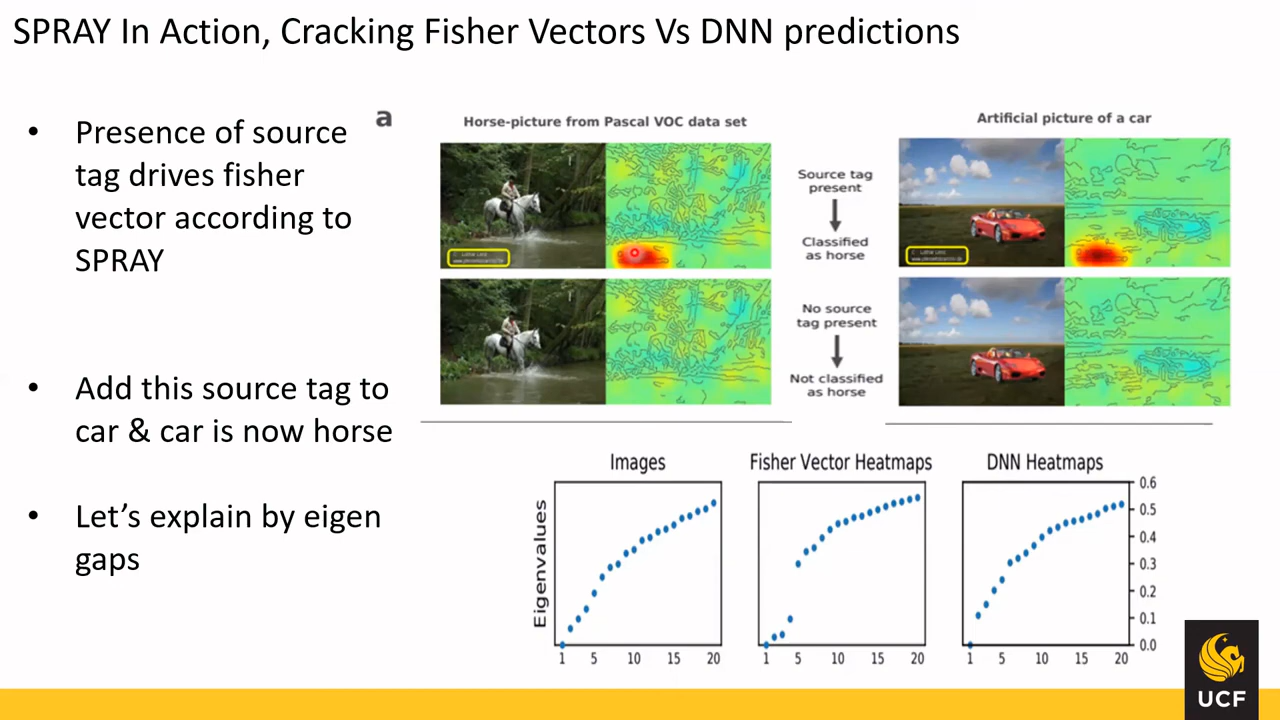 SPRAY In Action, Cracking Fisher Vectors Vs DNN predictions
• Presence of source
tag drives fisher
vector according to
SPRAY
• Add this source tag to
car & car is now horse
• Let's explain by eigen
gaps
a
Horse-picture from Pascal VOC data set
Source tag
present
Classified
as horse
No source
tag present
Not classified
as horse
Artificial picture of a car
Images
Fisher Vector Heatmaps
DNN Heatmaps
Eigenvalues
0.6
0.5
0.4
0.3
0.2
0.1
0.0
1 5 10 15 20
1 5 10 15 20
1 5 10 15 20
UCF